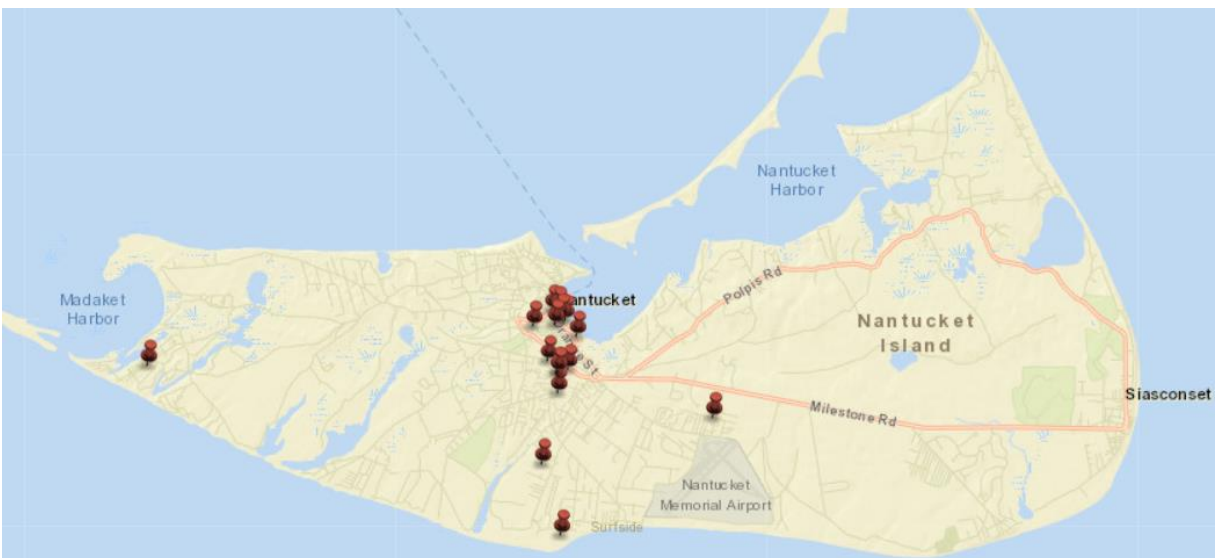 Nantucket
Harbor
Madaket
Harbor
antucket
Polpis Rd
Nantucket
Island
Siasconset
Milestone Rd
Nantucket
Memorial Airport
Surfside